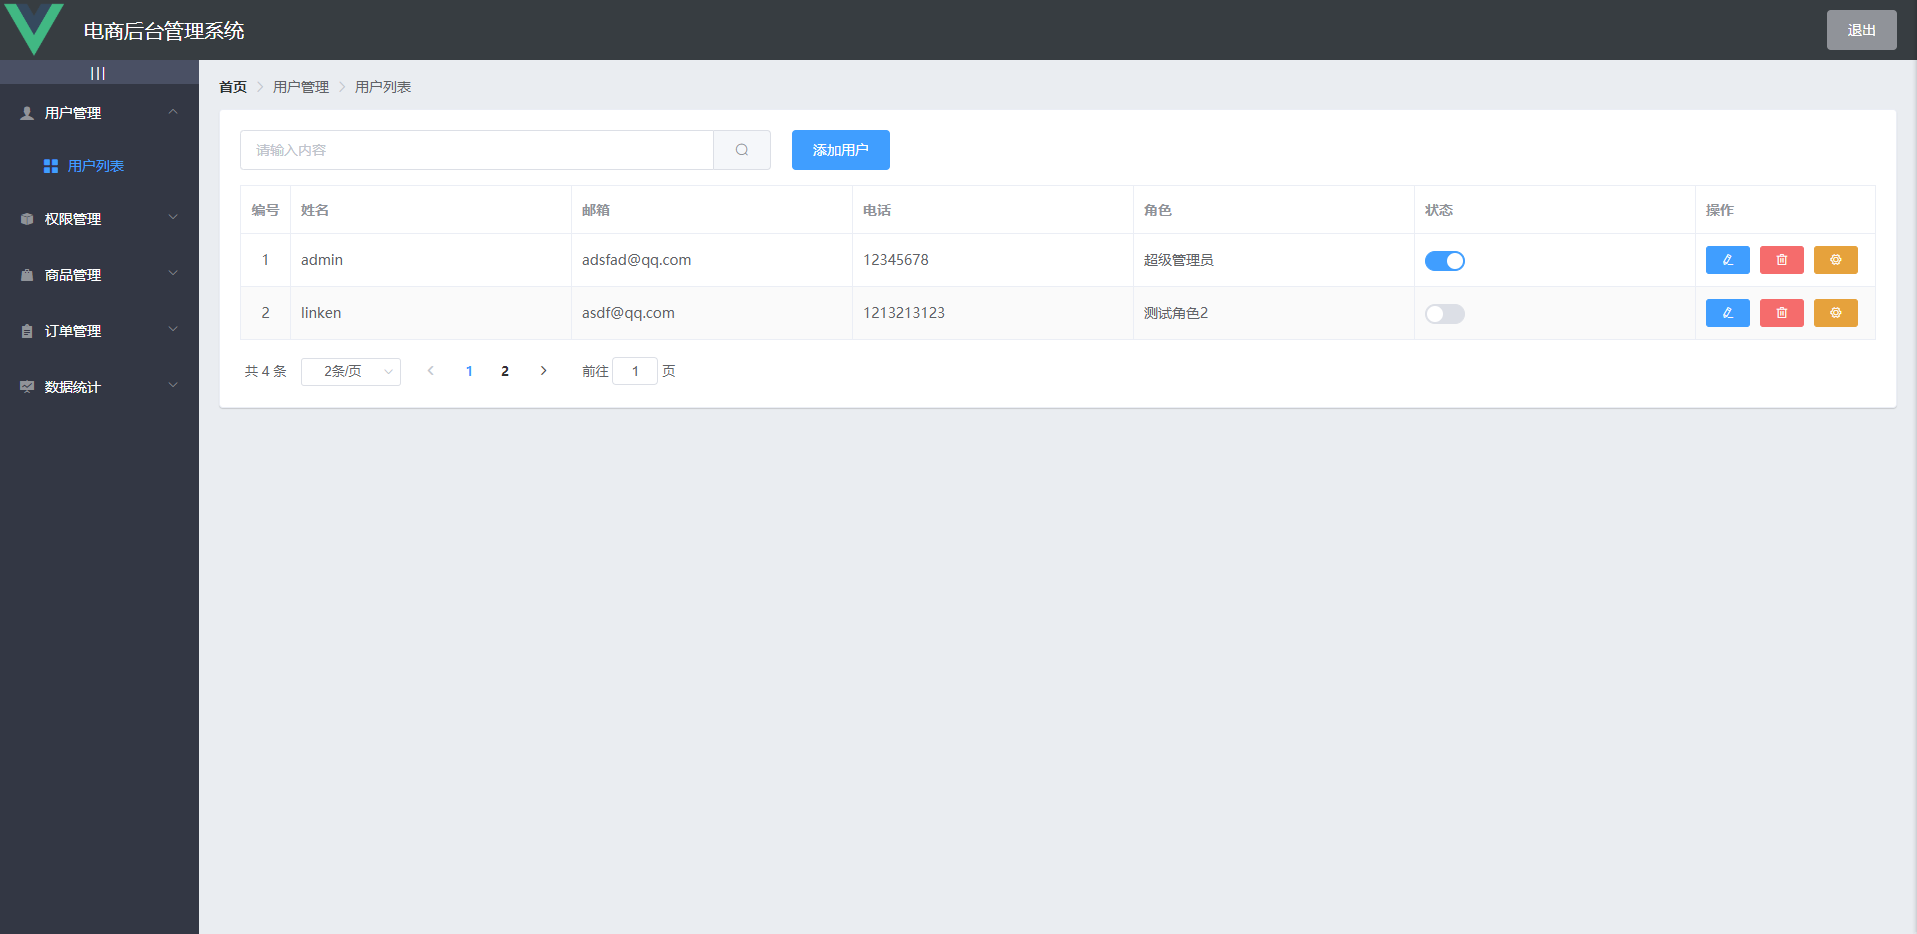 电商后台管理系统
退出
|||
首页 > 用户管理 > 用户列表
用户管理
用户列表
权限管理
商品管理
订单管理
数据统计
请输入内容
添加用户
编号 姓名 邮箱 电话 角色 状态 操作
1 admin adsfad@qq.com 12345678 超级管理员
2 linken asdf@qq.com 1213213123 测试角色2
共 4 条 2条/页 < 1 2 > 前往 1 页